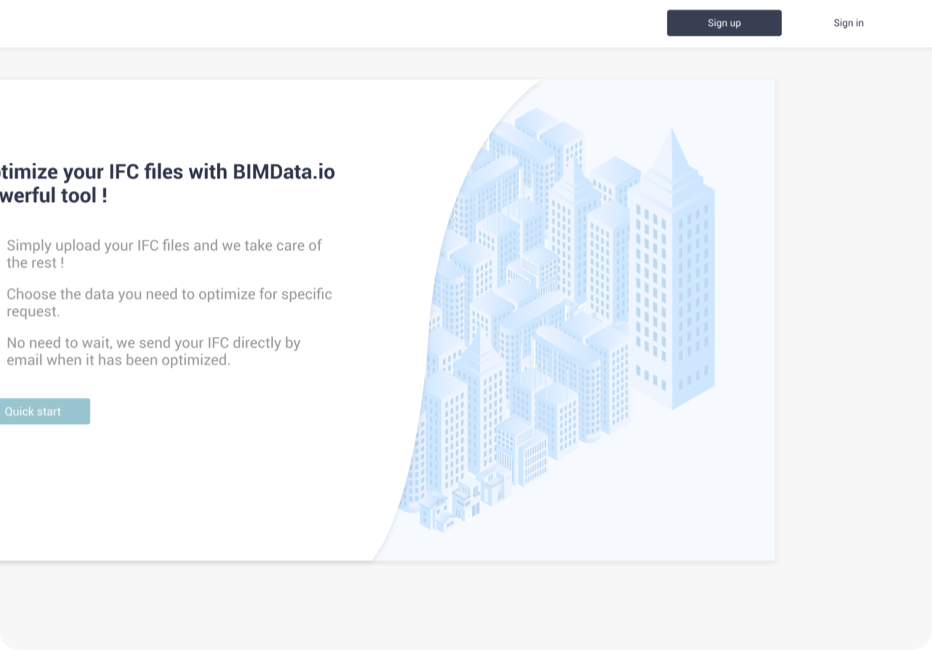 Sign up
Sign in
timize your IFC files with BIMData.io
werful tool !
Simply upload your IFC files and we take care of
the rest !
Choose the data you need to optimize for specific
request.
No need to wait, we send your IFC directly by
email when it has been optimized.
Quick start